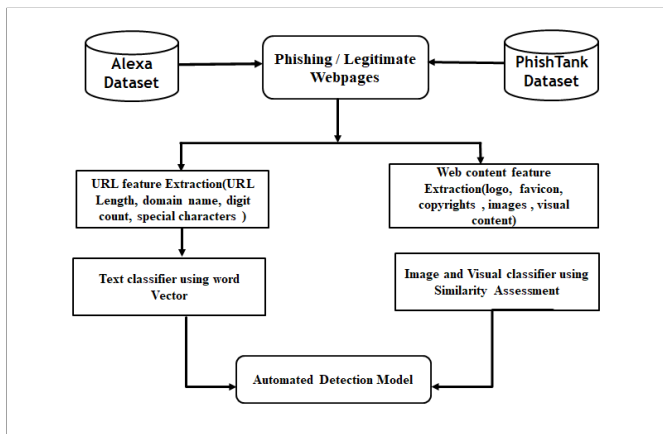 Alexa
Dataset
Phishing / Legitimate
Webpages
PhishTank
Dataset
URL feature Extraction(URL
Length, domain name, digit
count, special characters )
Web content feature
Extraction(logo, favicon,
copyrights , images , visual
content)
Text classifier using word
Vector
Image and Visual classifier using
Similarity Assessment
Automated Detection Model